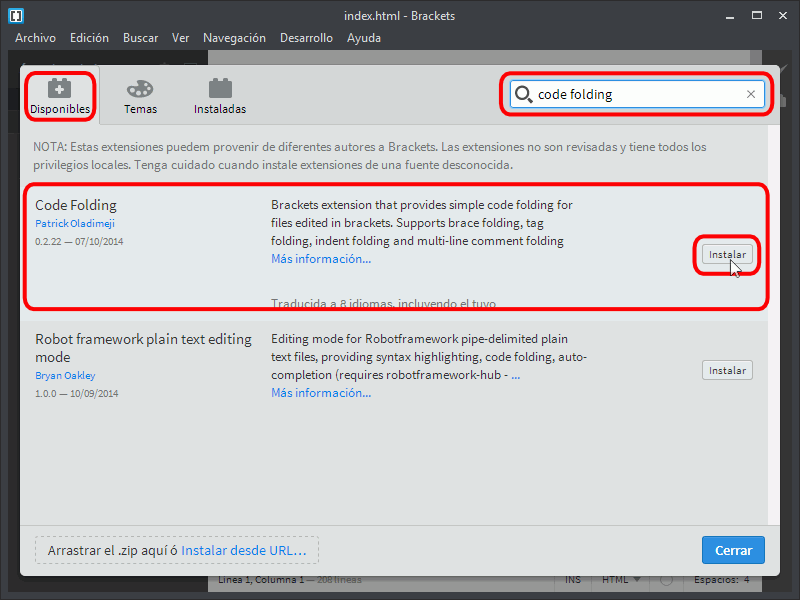 index.html - Brackets
Archivo Edición Buscar Ver Navegación Desarrollo Ayuda
Disponibles Temas Instaladas
code folding
NOTA: Estas extensiones puedem provenir de diferentes autores a Brackets. Las extensiones no son revisadas y tiene todos los
privilegios locales. Tenga cuidado cuando instale extensiones de una fuente desconocida.
Code Folding
Patrick Oladimeji
0.2.22 — 07/10/2014
Brackets extension that provides simple code folding for
files edited in brackets. Supports brace folding, tag
folding, indent folding and multi-line comment folding
Más información...
Traducida a 8 idiomas, incluyendo el tuyo
Instalar
Robot framework plain text editing
mode
Bryan Oakley
1.0.0 — 10/09/2014
Editing mode for Robotframework pipe-delimited plain
text files, providing syntax highlighting, code folding, auto-
completion (requires robotframework-hub - ...
Más información...
Instalar
Arrastrar el .zip aquí ó Instalar desde URL...
Cerrar
Línea 1, Columna 1 — 208 líneas INS HTML Espacios: 4